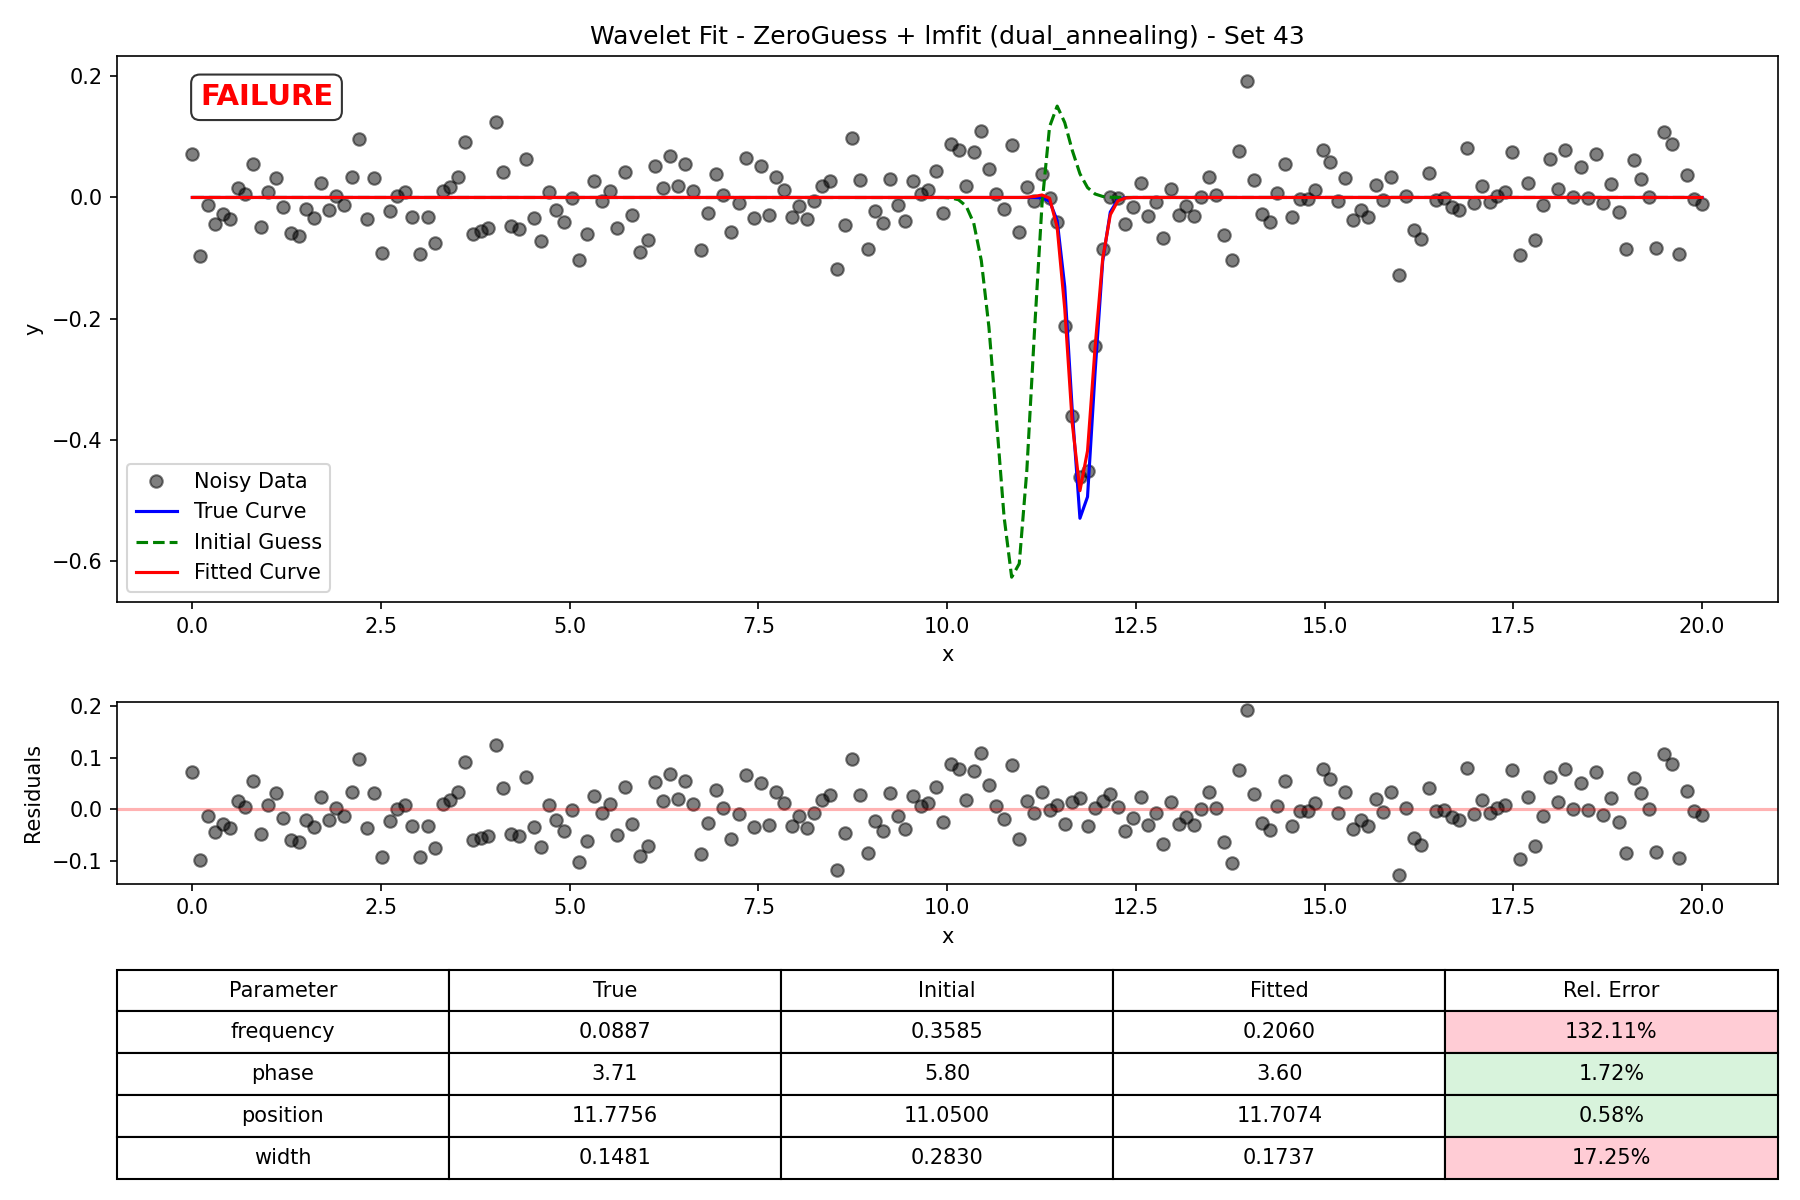 Wavelet Fit - ZeroGuess + lmfit (dual_annealing) - Set 43
FAILURE
0.2
0.0
−0.2
−0.4
−0.6
y
Noisy Data
True Curve
Initial Guess
Fitted Curve
0.0 2.5 5.0 7.5 10.0 12.5 15.0 17.5 20.0
x
0.2
0.1
0.0
−0.1
Residuals
0.0 2.5 5.0 7.5 10.0 12.5 15.0 17.5 20.0
x
Parameter True Initial Fitted Rel. Error
frequency 0.0887 0.3585 0.2060 132.11%
phase 3.71 5.80 3.60 1.72%
position 11.7756 11.0500 11.7074 0.58%
width 0.1481 0.2830 0.1737 17.25%